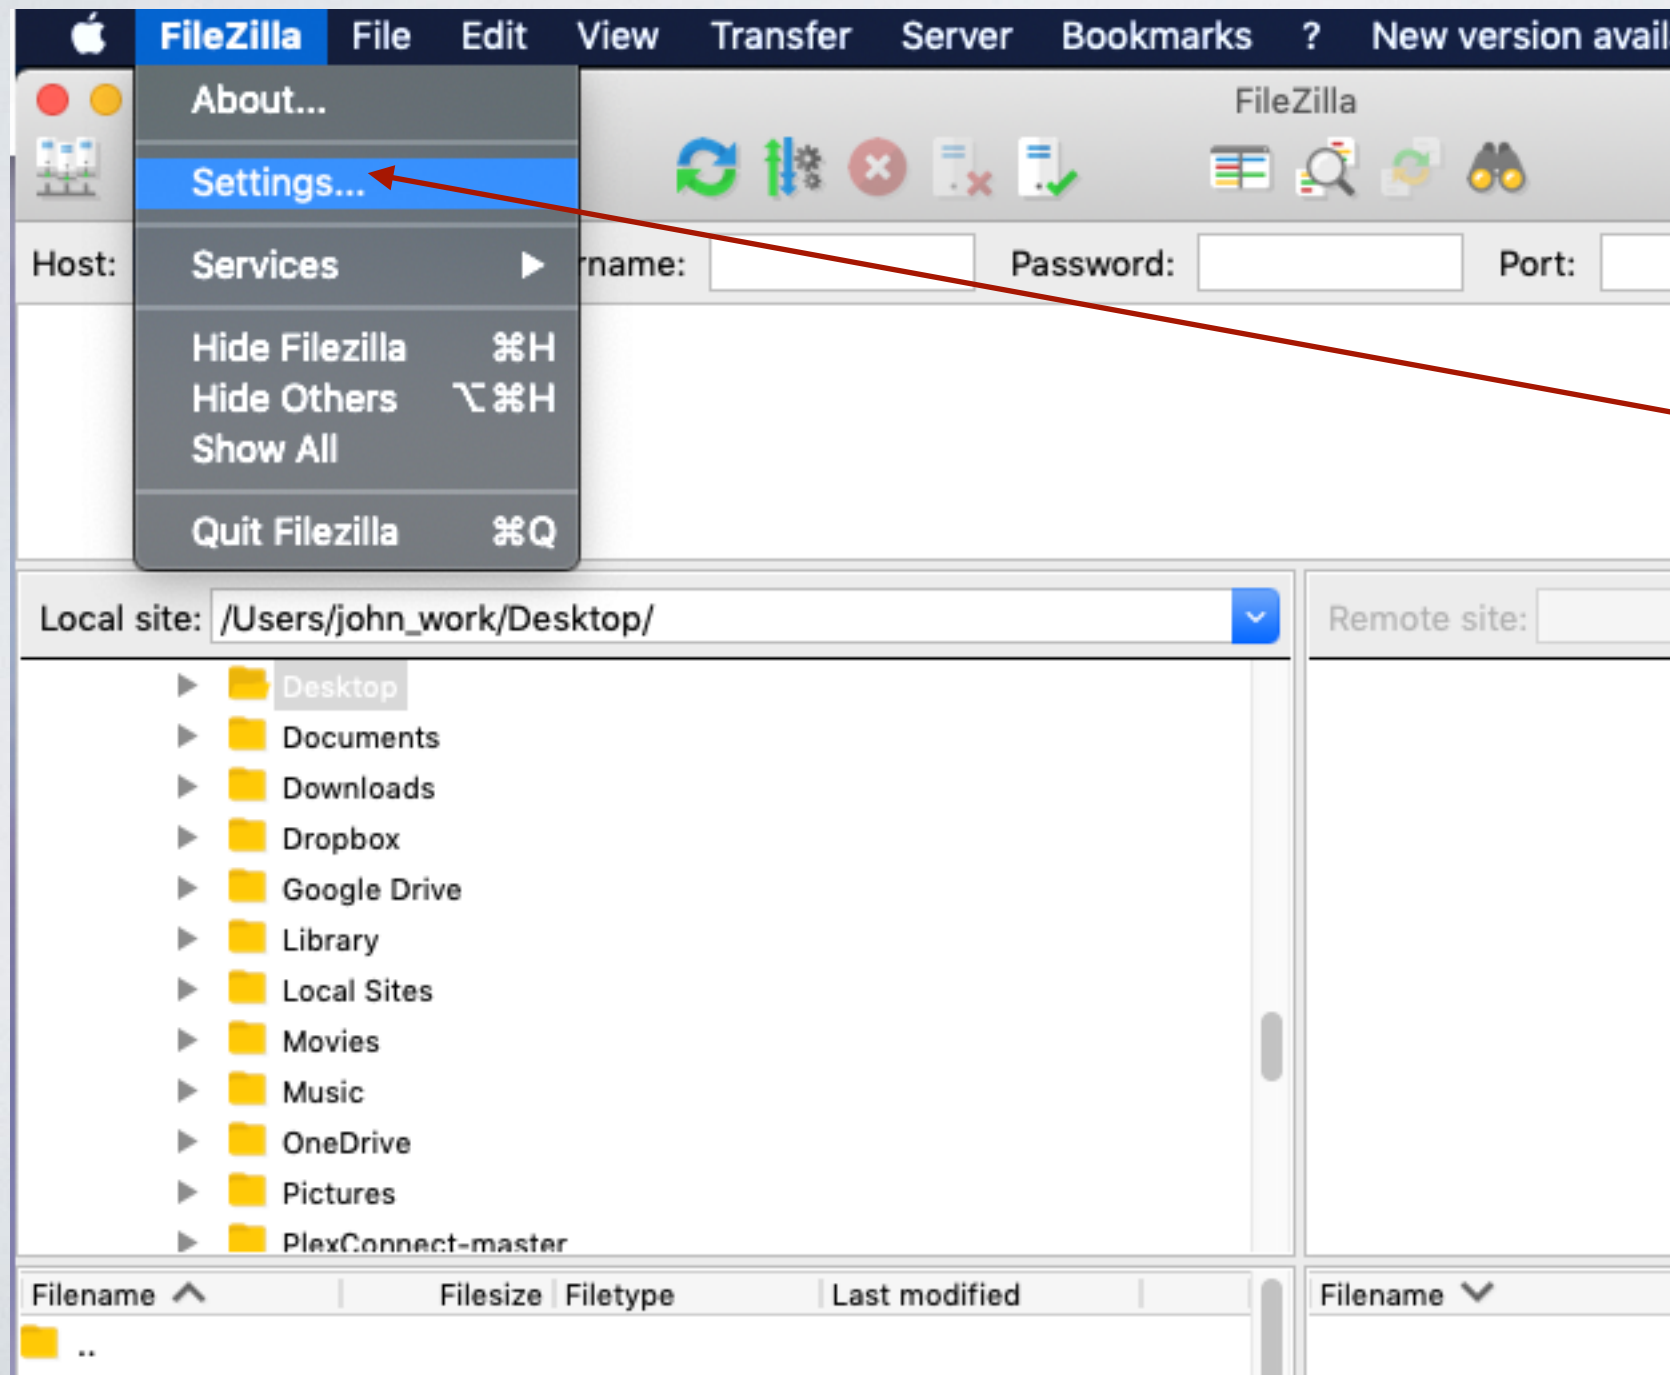 FileZilla File Edit View Transfer Server Bookmarks ? New version avail
About...
FileZilla
Settings...
Host: rname: Password: Port:
Services
Hide Filezilla ⌘H
Hide Others ⌥⌘H
Show All
Quit Filezilla ⌘Q
Local site: /Users/john_work/Desktop/ Remote site:
Desktop
Documents
Downloads
Dropbox
Google Drive
Library
Local Sites
Movies
Music
OneDrive
Pictures
PlexConnect-master
Filename Filesize Filetype Last modified Filename
..